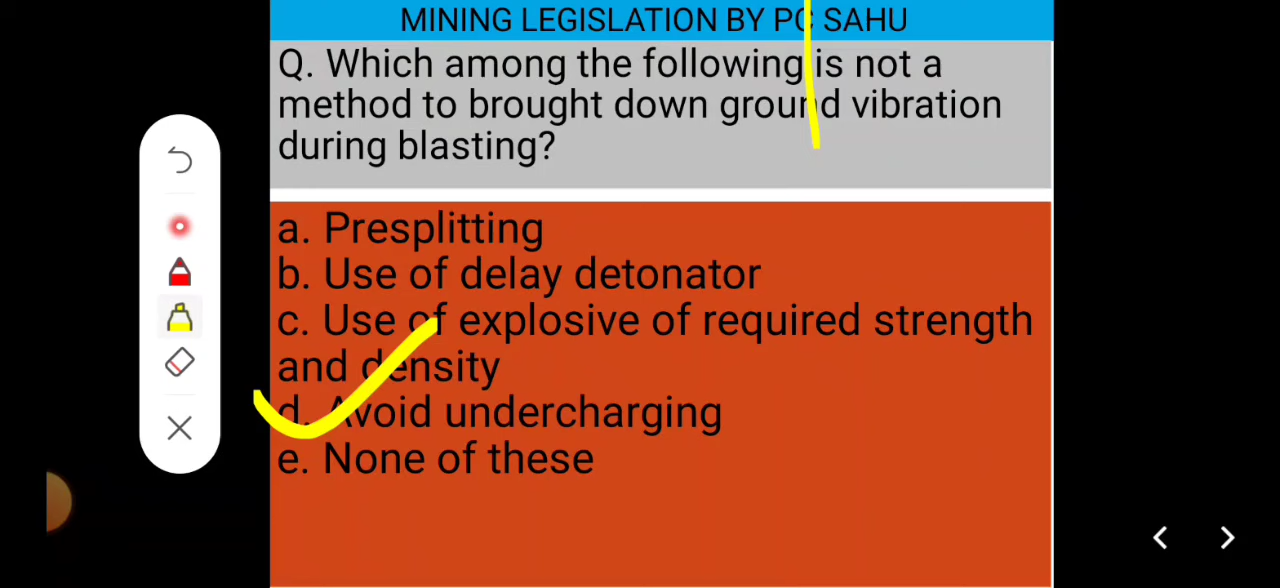 MINING LEGISLATION BY PC SAHU
Q. Which among the following is not a
method to brought down ground vibration
during blasting?
a. Presplitting
b. Use of delay detonator
c. Use of explosive of required strength
and density
d. Avoid undercharging
e. None of these